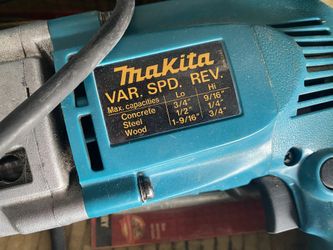 makita
VAR. SPD. REV.
Max. capacities Lo Hi
Concrete 3/4" 9/16"
Steel 1/2" 1/4"
Wood 1-9/16" 3/4"